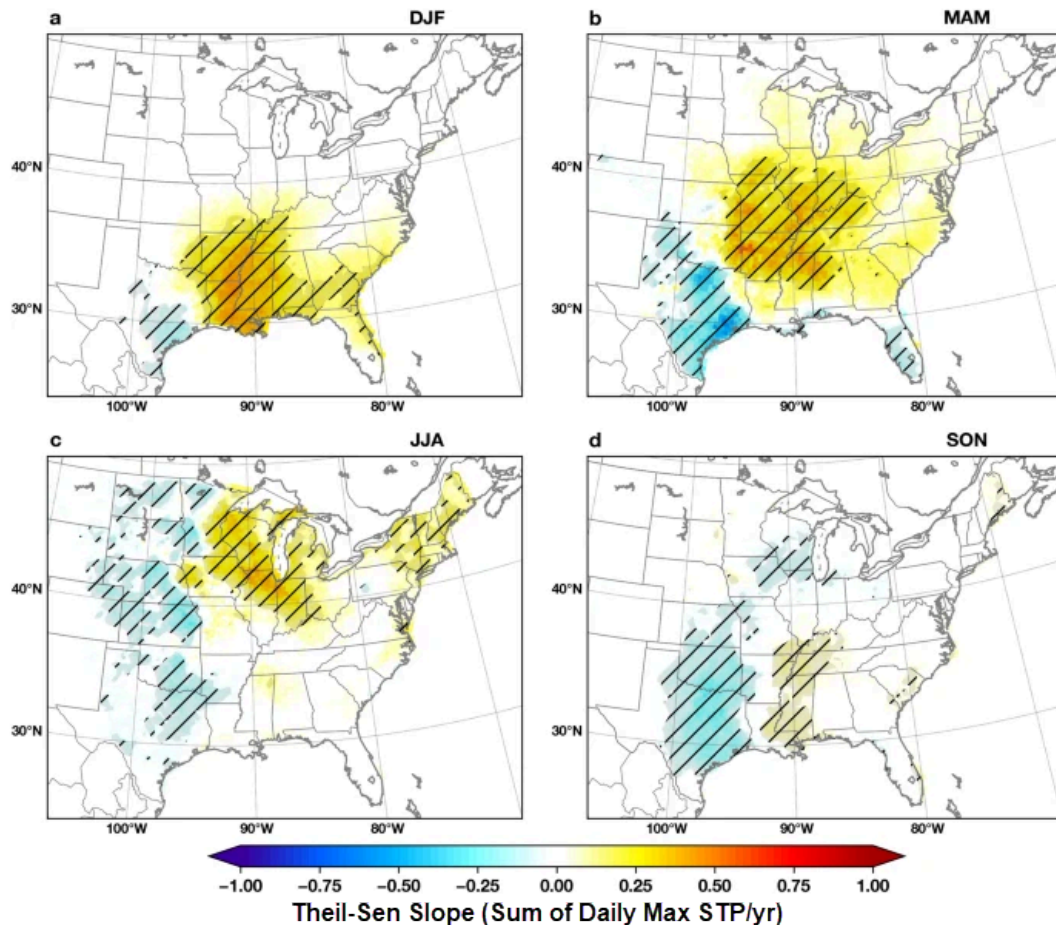 a DJF
b MAM
40°N
30°N
100°W 90°W 80°W
40°N
30°N
100°W 90°W 80°W
c JJA
d SON
40°N
30°N
100°W 90°W 80°W
40°N
30°N
100°W 90°W 80°W
−1.00 −0.75 −0.50 −0.25 0.00 0.25 0.50 0.75 1.00
Theil-Sen Slope (Sum of Daily Max STP/yr)